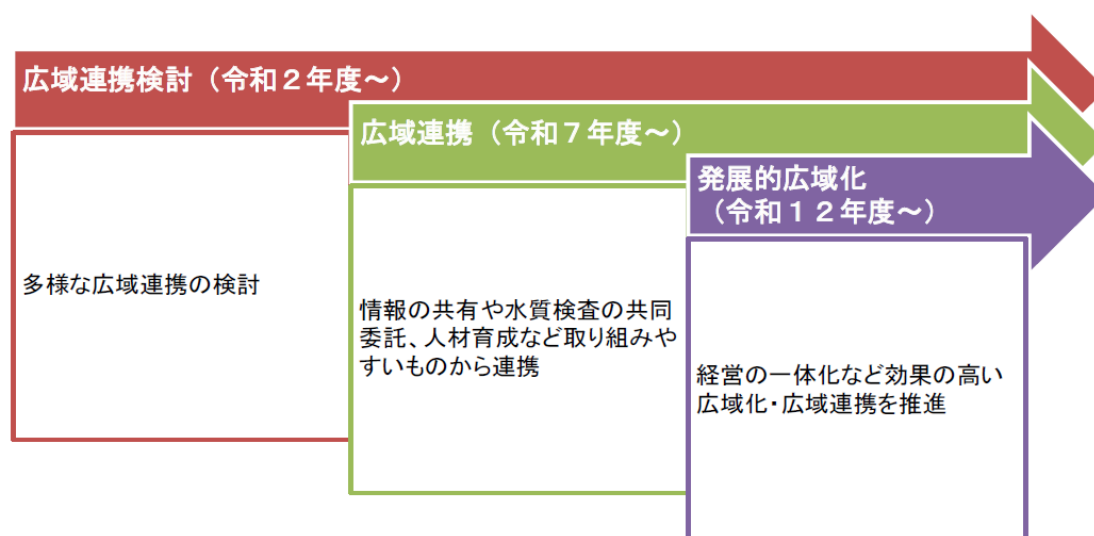 広域連携検討（令和２年度～）
多様な広域連携の検討
広域連携（令和７年度～）
情報の共有や水質検査の共同
委託、人材育成など取り組みや
すいものから連携
発展的広域化
（令和１２年度～）
経営の一体化など効果の高い
広域化・広域連携を推進